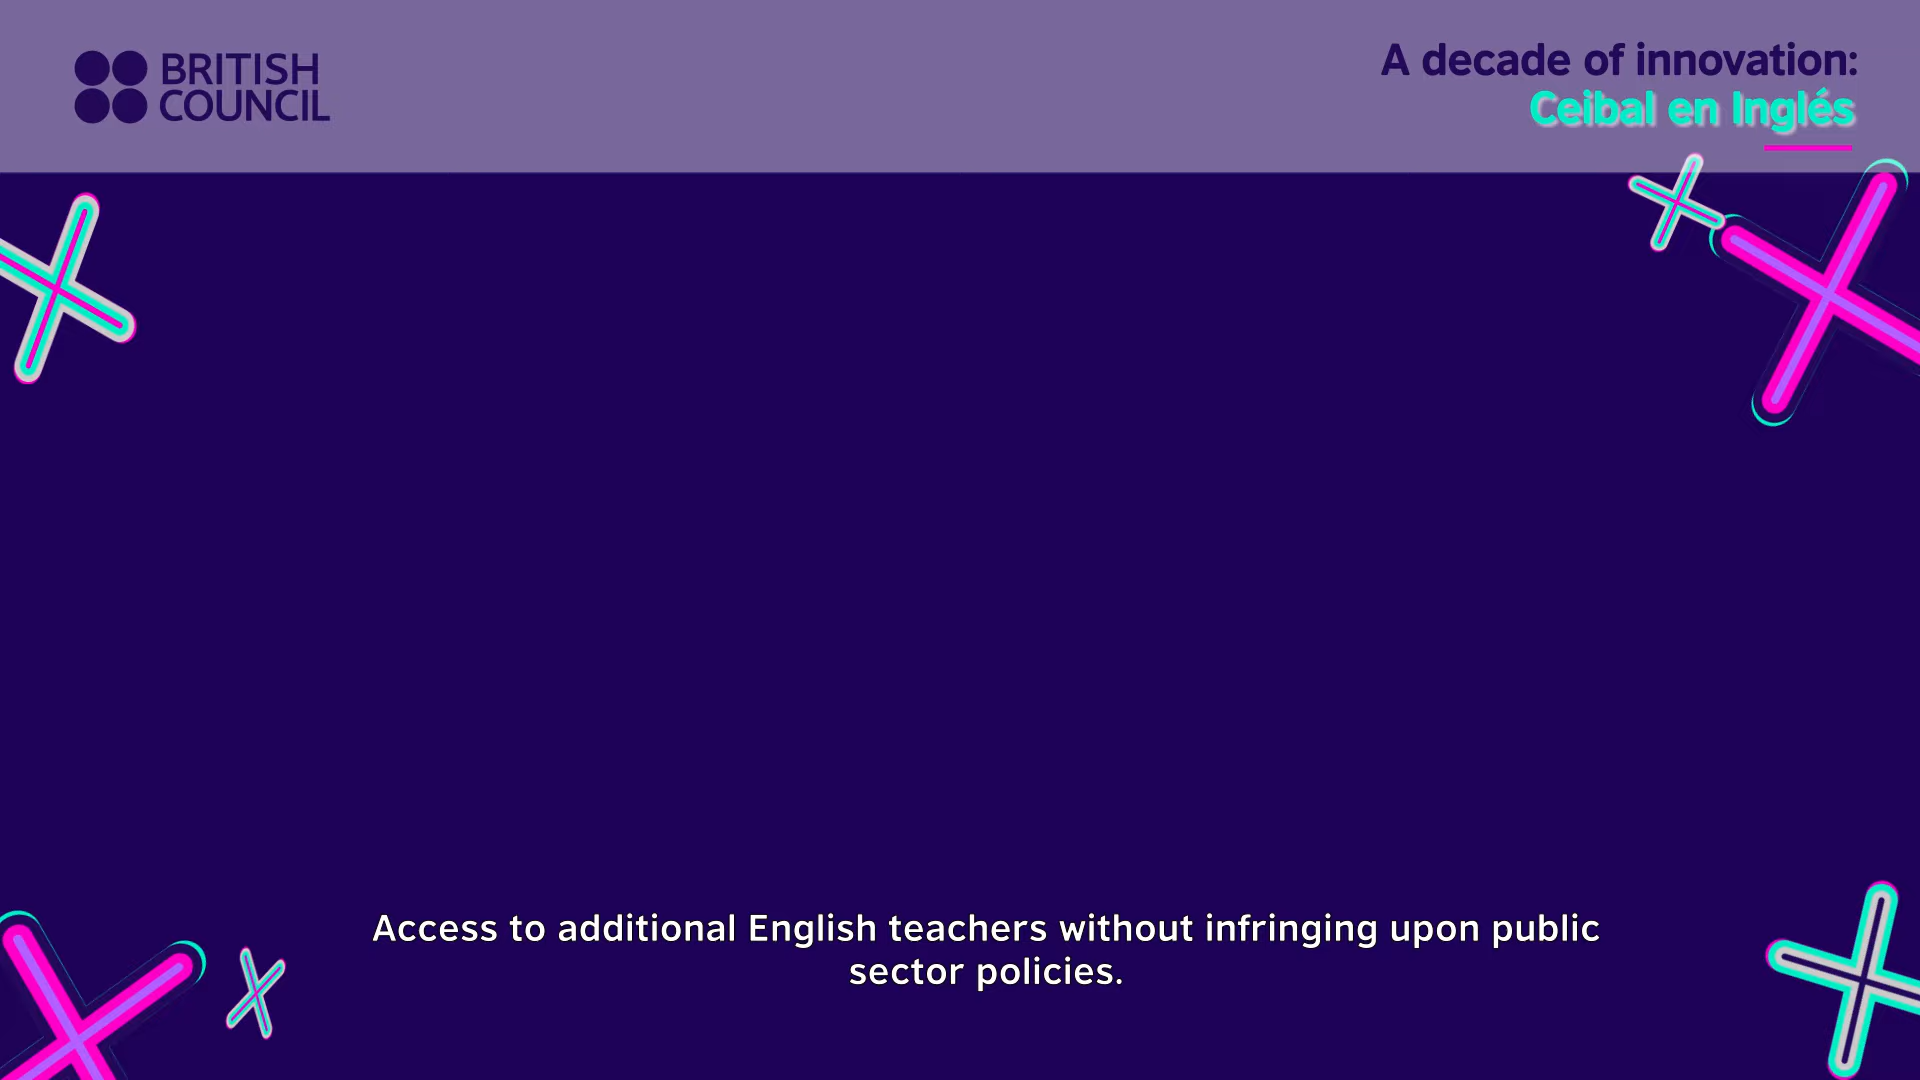 BRITISH
COUNCIL
A decade of innovation:
Ceibal en Inglés
Access to additional English teachers without infringing upon public
sector policies.